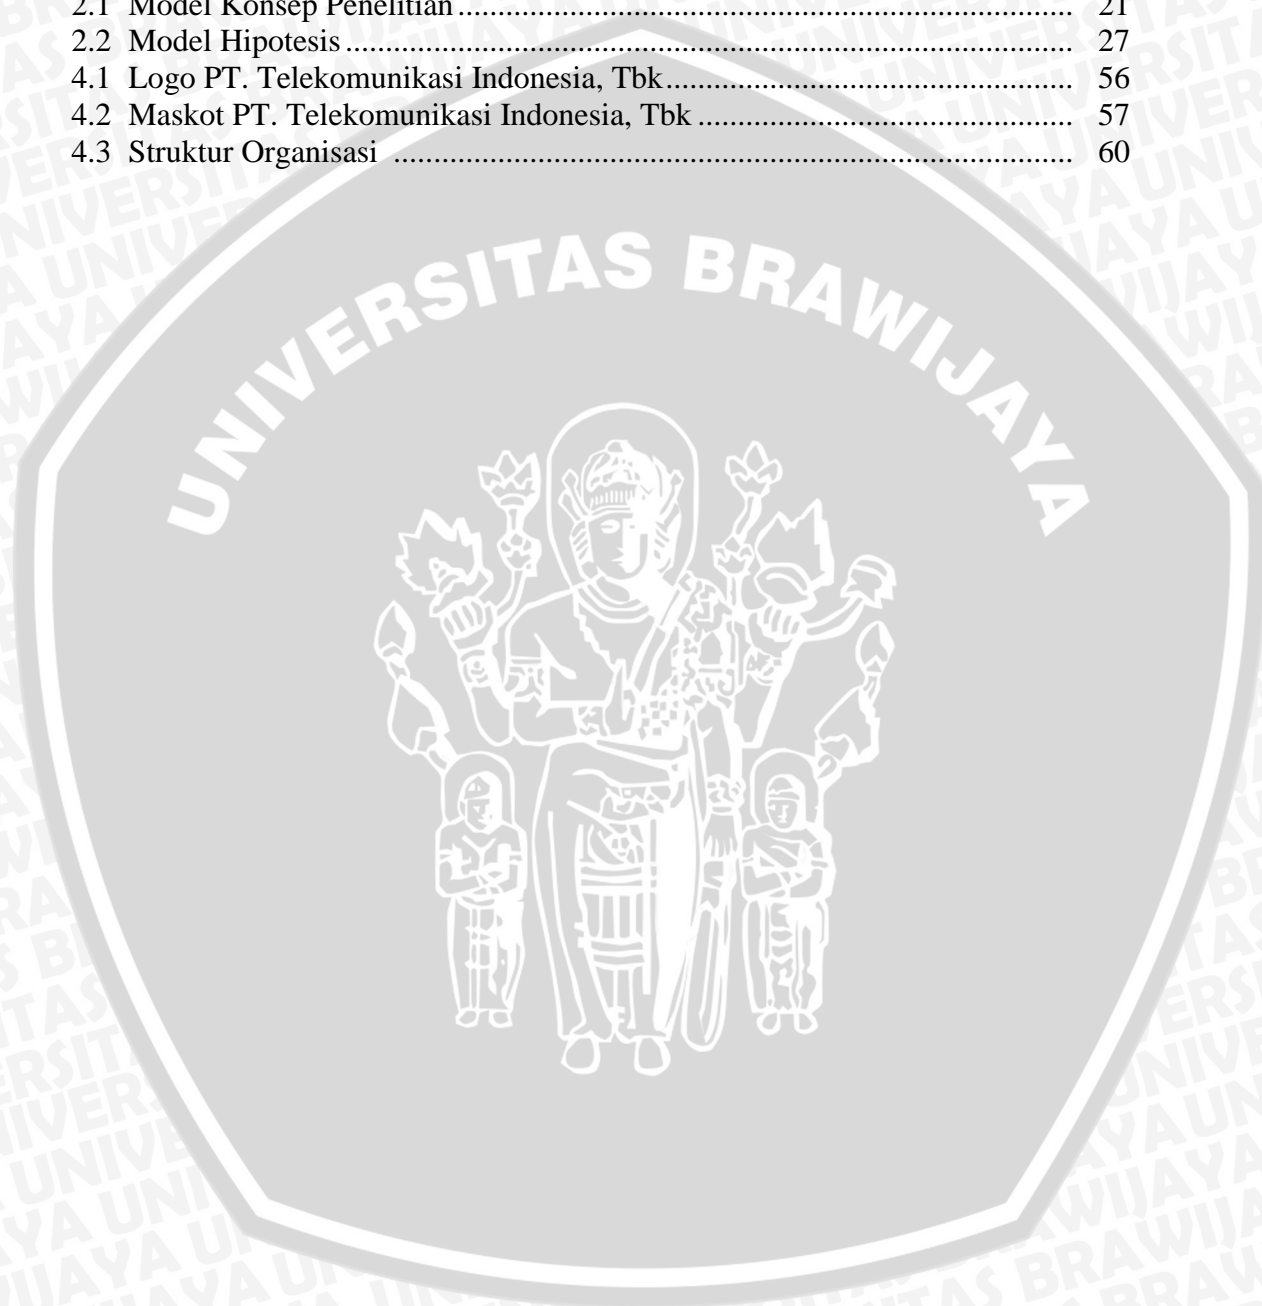 2.1 Model Konsep Penelitian ........................................................................... 21
2.2 Model Hipotesis ......................................................................................... 27
4.1 Logo PT. Telekomunikasi Indonesia, Tbk.................................................. 56
4.2 Maskot PT. Telekomunikasi Indonesia, Tbk .............................................. 57
4.3 Struktur Organisasi ................................................................................... 60
UNIVERSITAS BRAWIJAYA